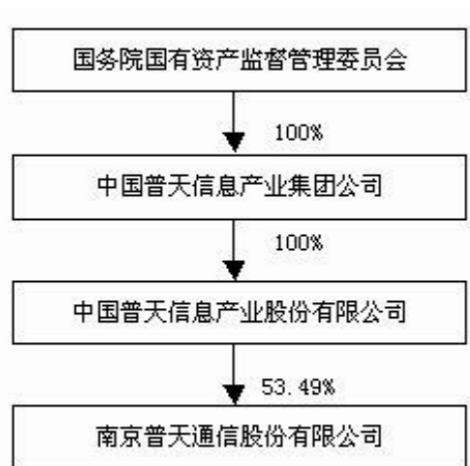 国务院国有资产监督管理委员会
100%
中国普天信息产业集团公司
100%
中国普天信息产业股份有限公司
53.49%
南京普天通信股份有限公司